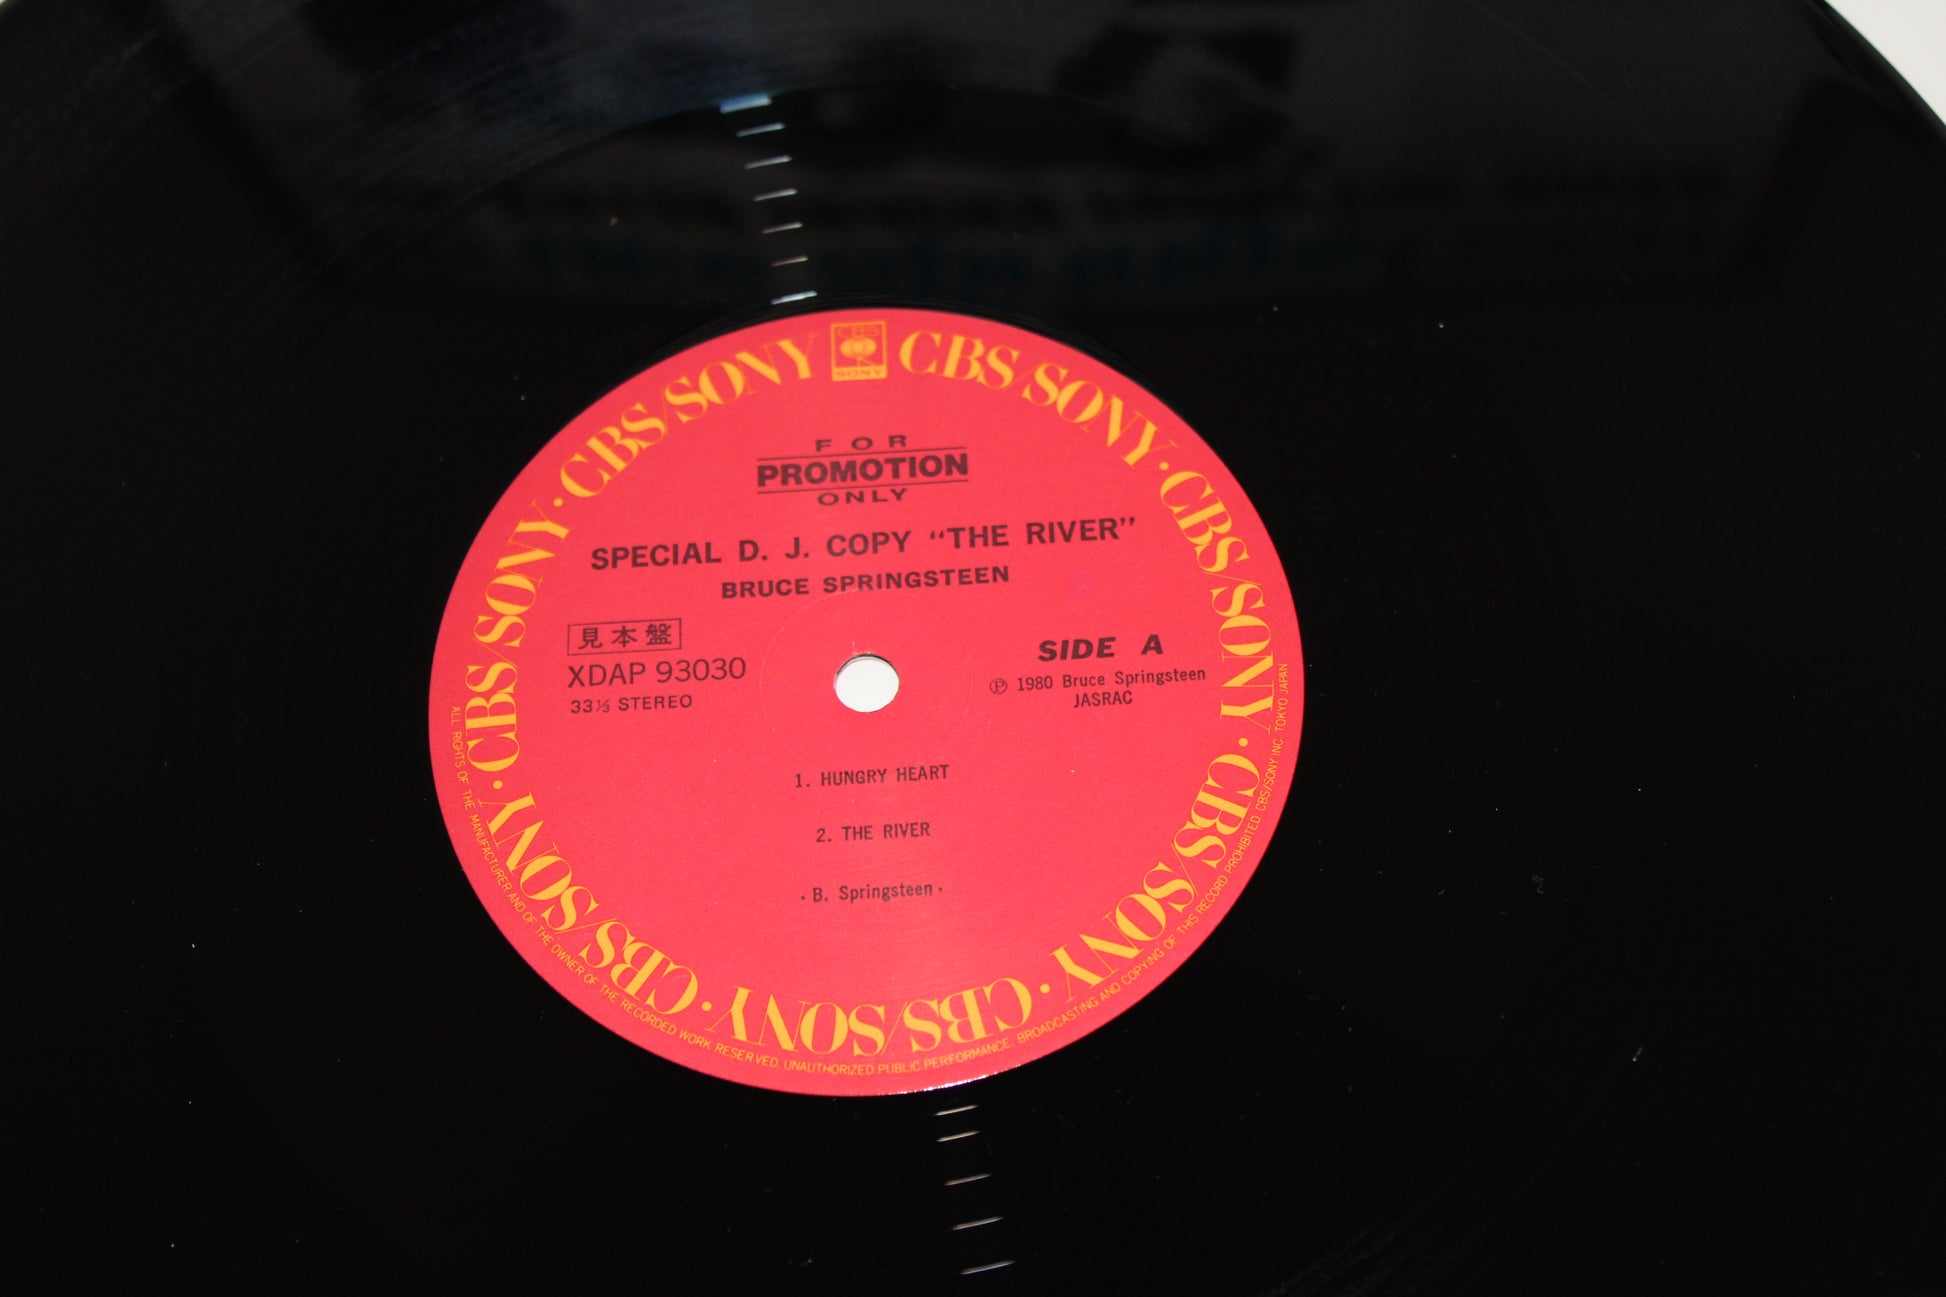 CBS/SONY · CBS/SONY · CBS/SONY · CBS/SONY · CBS/SONY · CBS/SONY · CBS/SONY · CBS/SONY
CBS
SONY
FOR
PROMOTION
ONLY
SPECIAL D. J. COPY “THE RIVER”
BRUCE SPRINGSTEEN
見本盤
XDAP 93030
33⅓ STEREO
SIDE A
℗ 1980 Bruce Springsteen
JASRAC
1. HUNGRY HEART
2. THE RIVER
· B. Springsteen ·
ALL RIGHTS OF THE MANUFACTURER AND OF THE OWNER OF THE RECORDED WORK RESERVED. UNAUTHORIZED PUBLIC PERFORMANCE, BROADCASTING AND COPYING OF THIS RECORD PROHIBITED CBS/SONY INC. TOKYO JAPAN